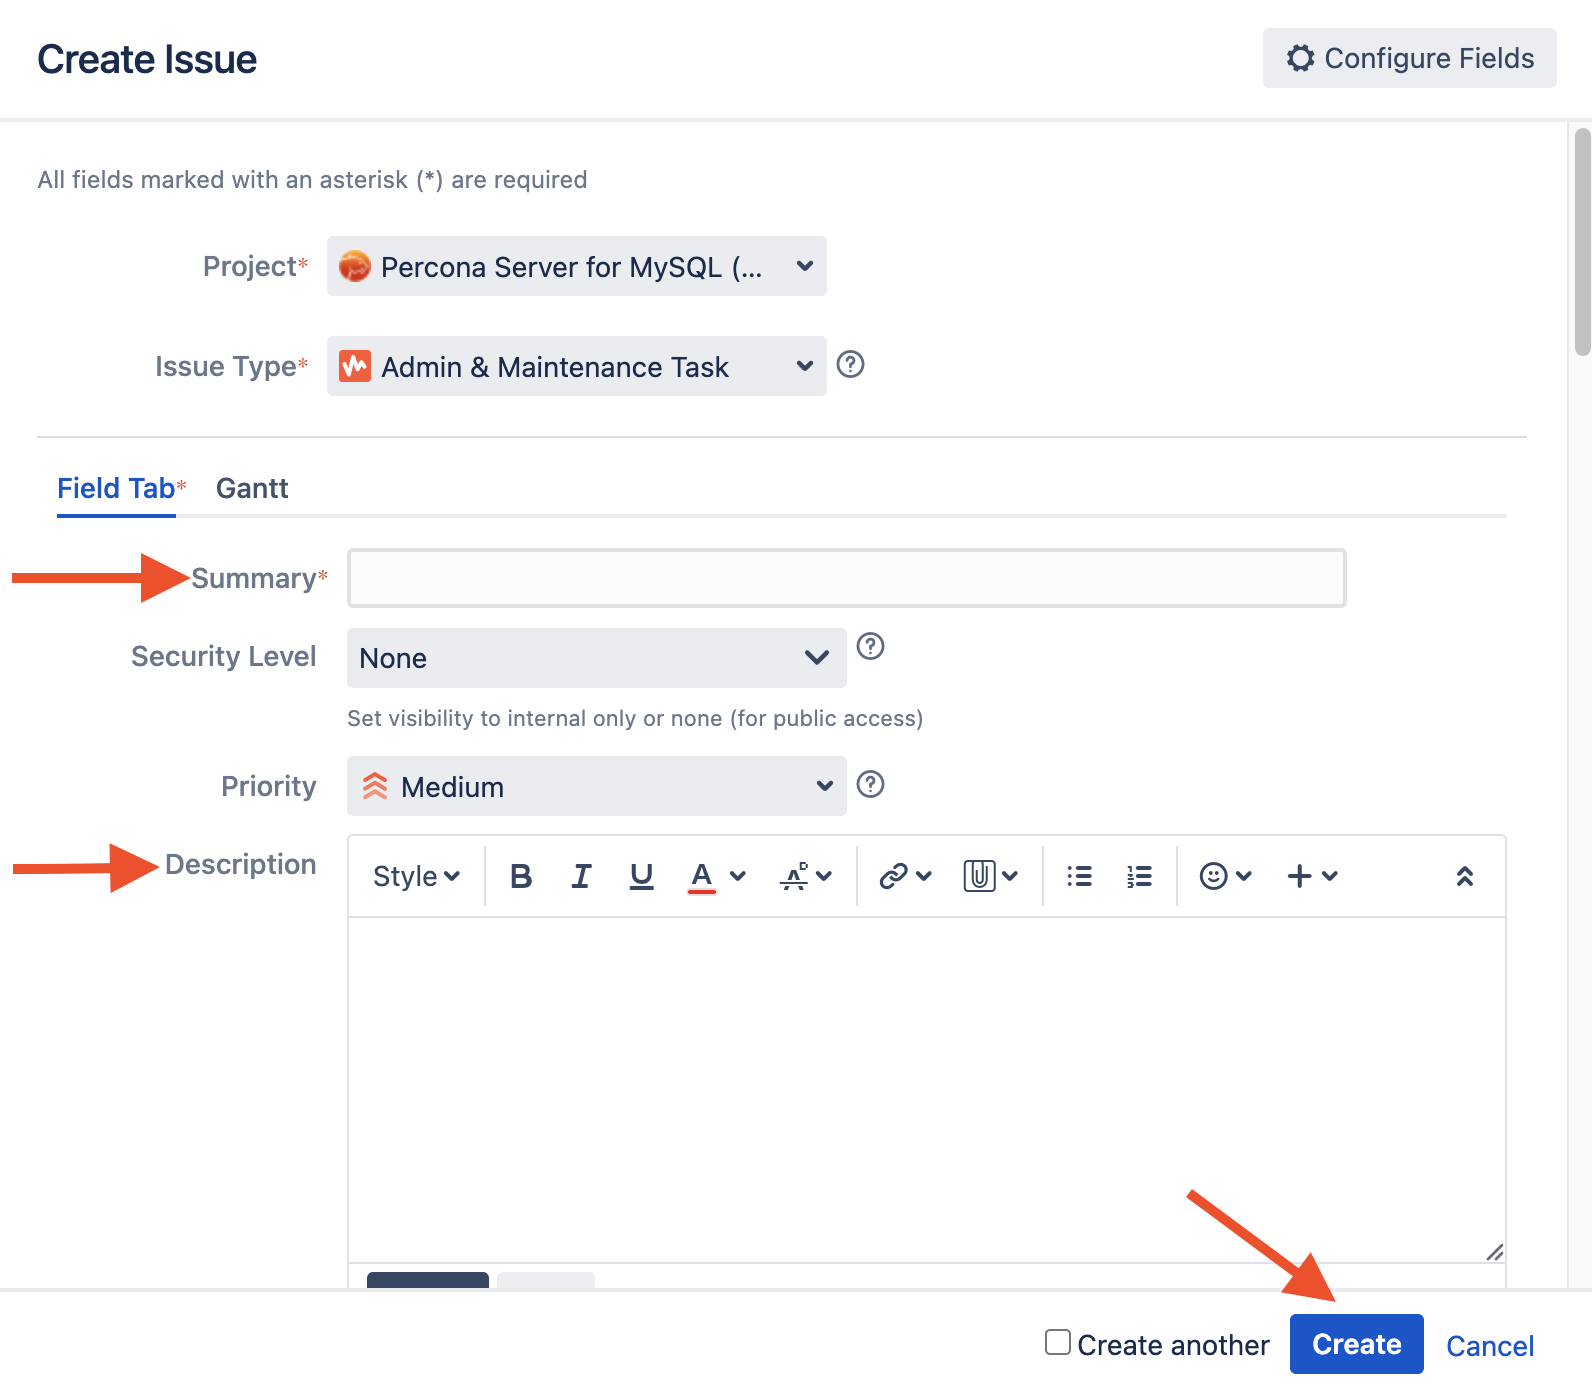 Create Issue
Configure Fields
All fields marked with an asterisk (*) are required
Project*
Percona Server for MySQL (...
Issue Type*
Admin & Maintenance Task
Field Tab*
Gantt
Summary*
Security Level
None
Set visibility to internal only or none (for public access)
Priority
Medium
Description
Style
B I U A
Create another
Create
Cancel